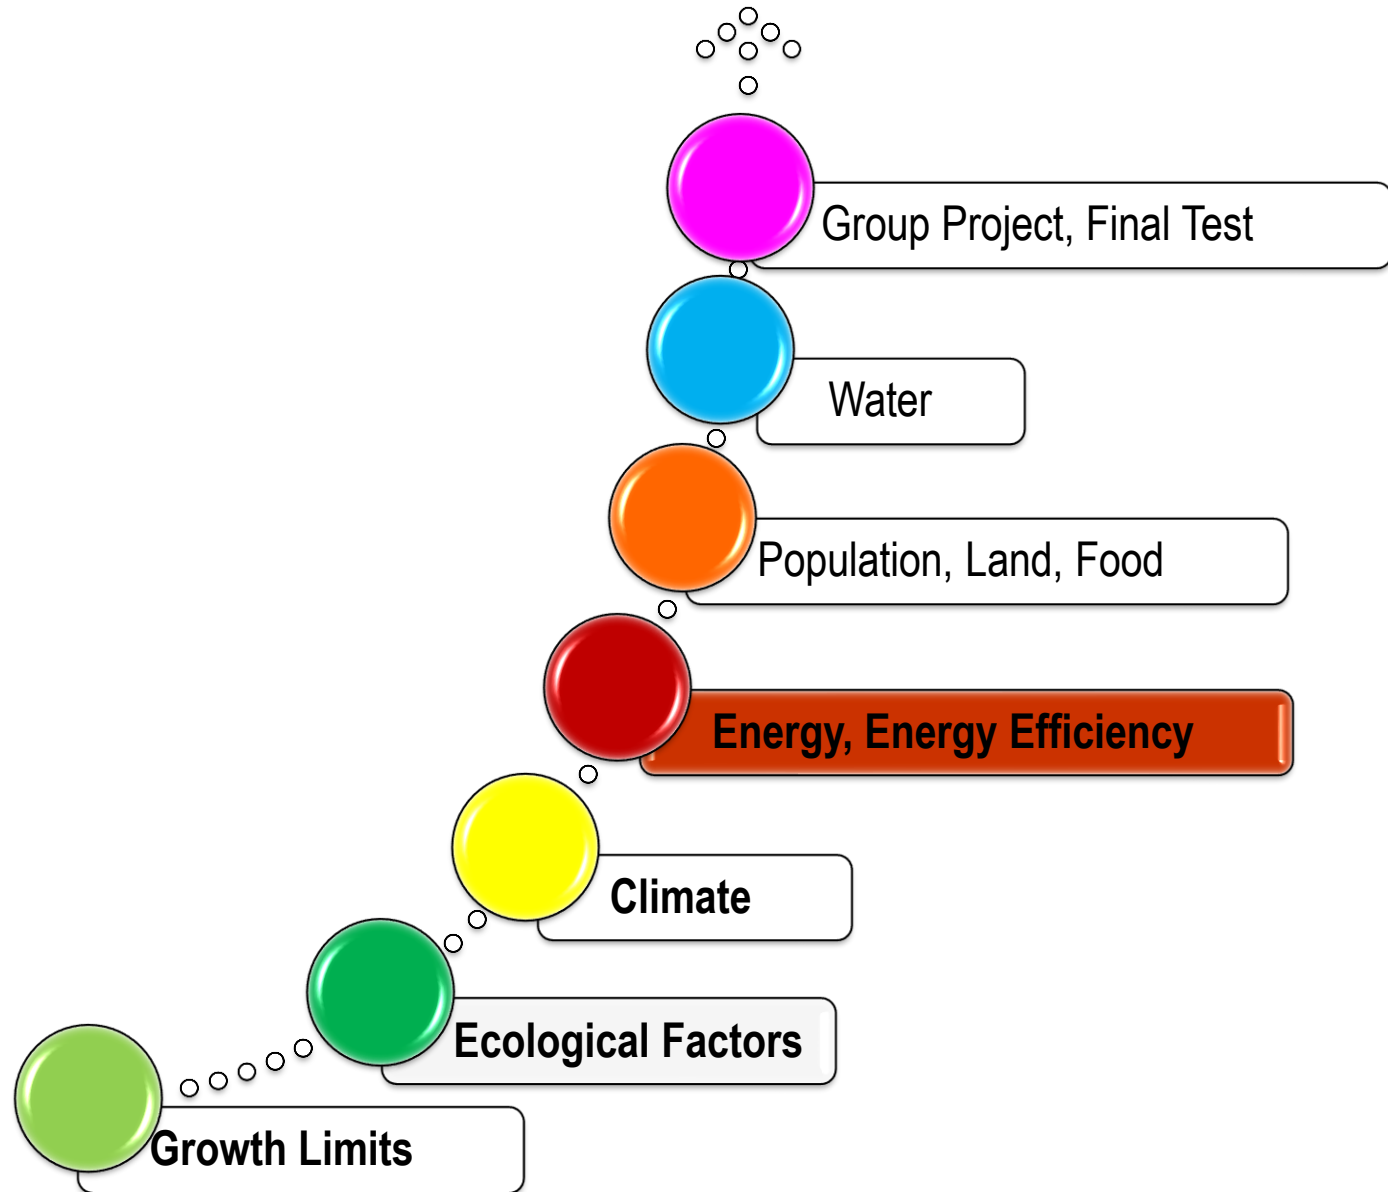 Group Project, Final Test
Water
Population, Land, Food
Energy, Energy Efficiency
Climate
Ecological Factors
Growth Limits